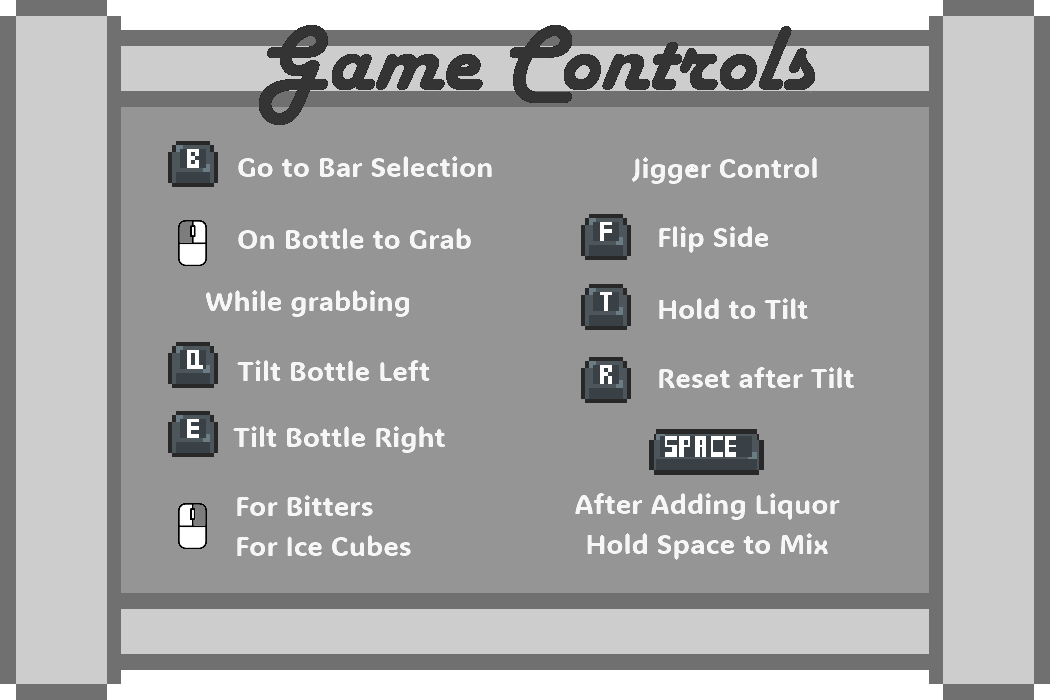 Game Controls
B Go to Bar Selection
On Bottle to Grab
While grabbing
Q Tilt Bottle Left
E Tilt Bottle Right
For Bitters
For Ice Cubes
Jigger Control
F Flip Side
T Hold to Tilt
R Reset after Tilt
SPACE
After Adding Liquor
Hold Space to Mix